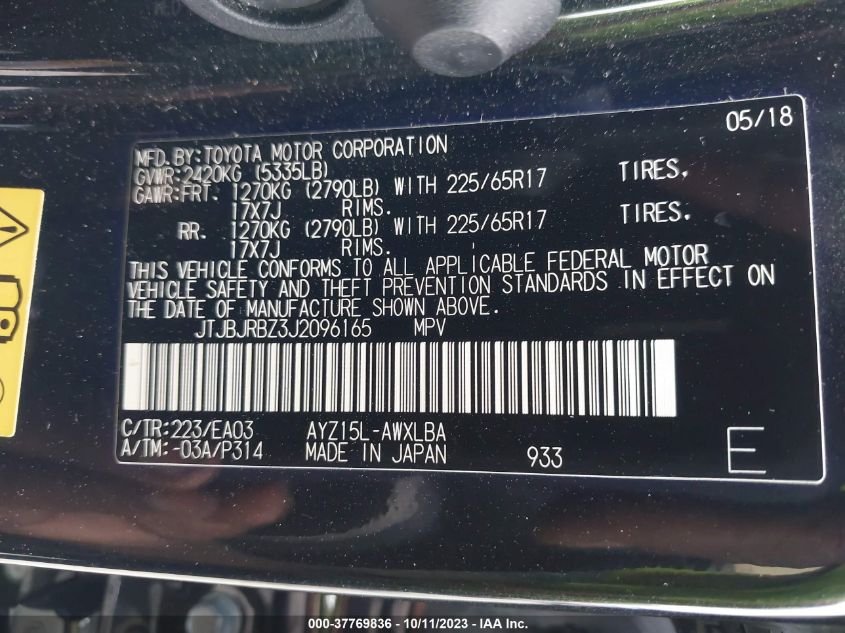 05/18
MFD.BY:TOYOTA MOTOR CORPORATION
GVWR:2420KG (5335LB)
GAWR:FRT. 1270KG (2790LB) WITH 225/65R17 TIRES,
17X7J RIMS.
RR. 1270KG (2790LB) WITH 225/65R17 TIRES,
17X7J RIMS.
THIS VEHICLE CONFORMS TO ALL APPLICABLE FEDERAL MOTOR
VEHICLE SAFETY AND THEFT PREVENTION STANDARDS IN EFFECT ON
THE DATE OF MANUFACTURE SHOWN ABOVE.
JTJBJRBZ3J2096165 MPV
C/TR:223/EA03 AYZ15L-AWXLBA
A/TM:-03A/P314 MADE IN JAPAN 933 E
000-37769836 - 10/11/2023 - IAA Inc.